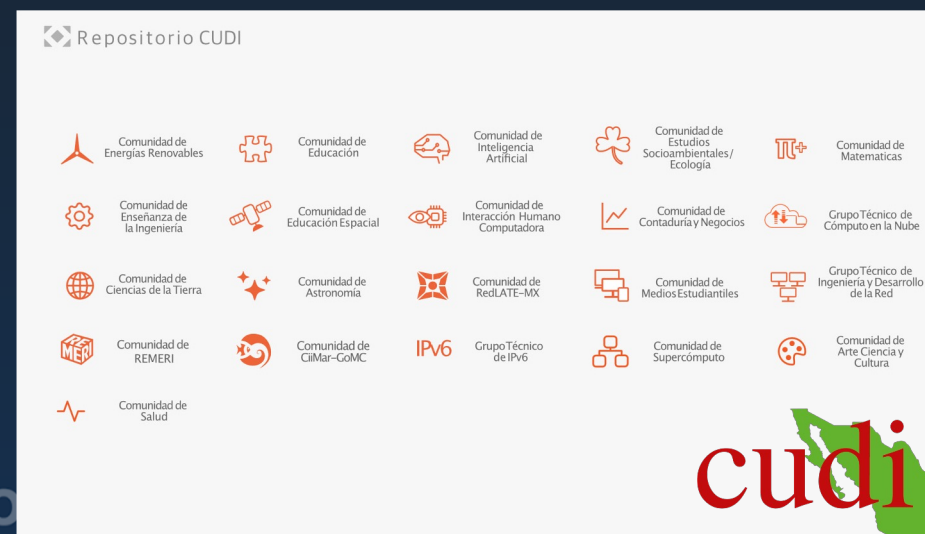 Repositorio CUDI
Comunidad de
Energías Renovables
Comunidad de
Educación
Comunidad de
Inteligencia
Artificial
Comunidad de
Estudios
Socioambientales/
Ecología
Comunidad de
Matematicas
Comunidad de
Enseñanza de
la Ingeniería
Comunidad de
Educación Espacial
Comunidad de
Interacción Humano
Computadora
Comunidad de
Contaduría y Negocios
Grupo Técnico de
Cómputo en la Nube
Comunidad de
Ciencias de la Tierra
Comunidad de
Astronomía
Comunidad de
RedLATE-MX
Comunidad de
Medios Estudiantiles
Grupo Técnico de
Ingeniería y Desarrollo
de la Red
REMERI
Comunidad de
REMERI
Comunidad de
CiiMar-GoMC
IPv6
Grupo Técnico
de IPv6
Comunidad de
Supercómputo
Comunidad de
Arte Ciencia y
Cultura
Comunidad de
Salud
cudi